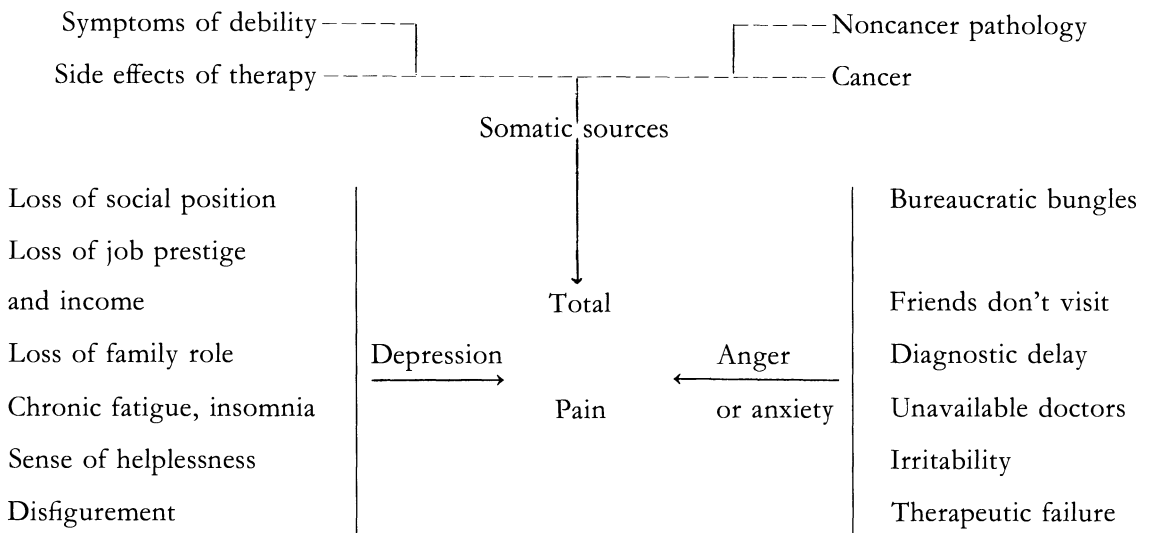 Symptoms of debility
Noncancer pathology
Side effects of therapy
Cancer
Somatic sources
Loss of social position
Loss of job prestige
and income
Loss of family role
Chronic fatigue, insomnia
Sense of helplessness
Disfigurement
Depression
Total
Pain
Anger
or anxiety
Bureaucratic bungles
Friends don't visit
Diagnostic delay
Unavailable doctors
Irritability
Therapeutic failure